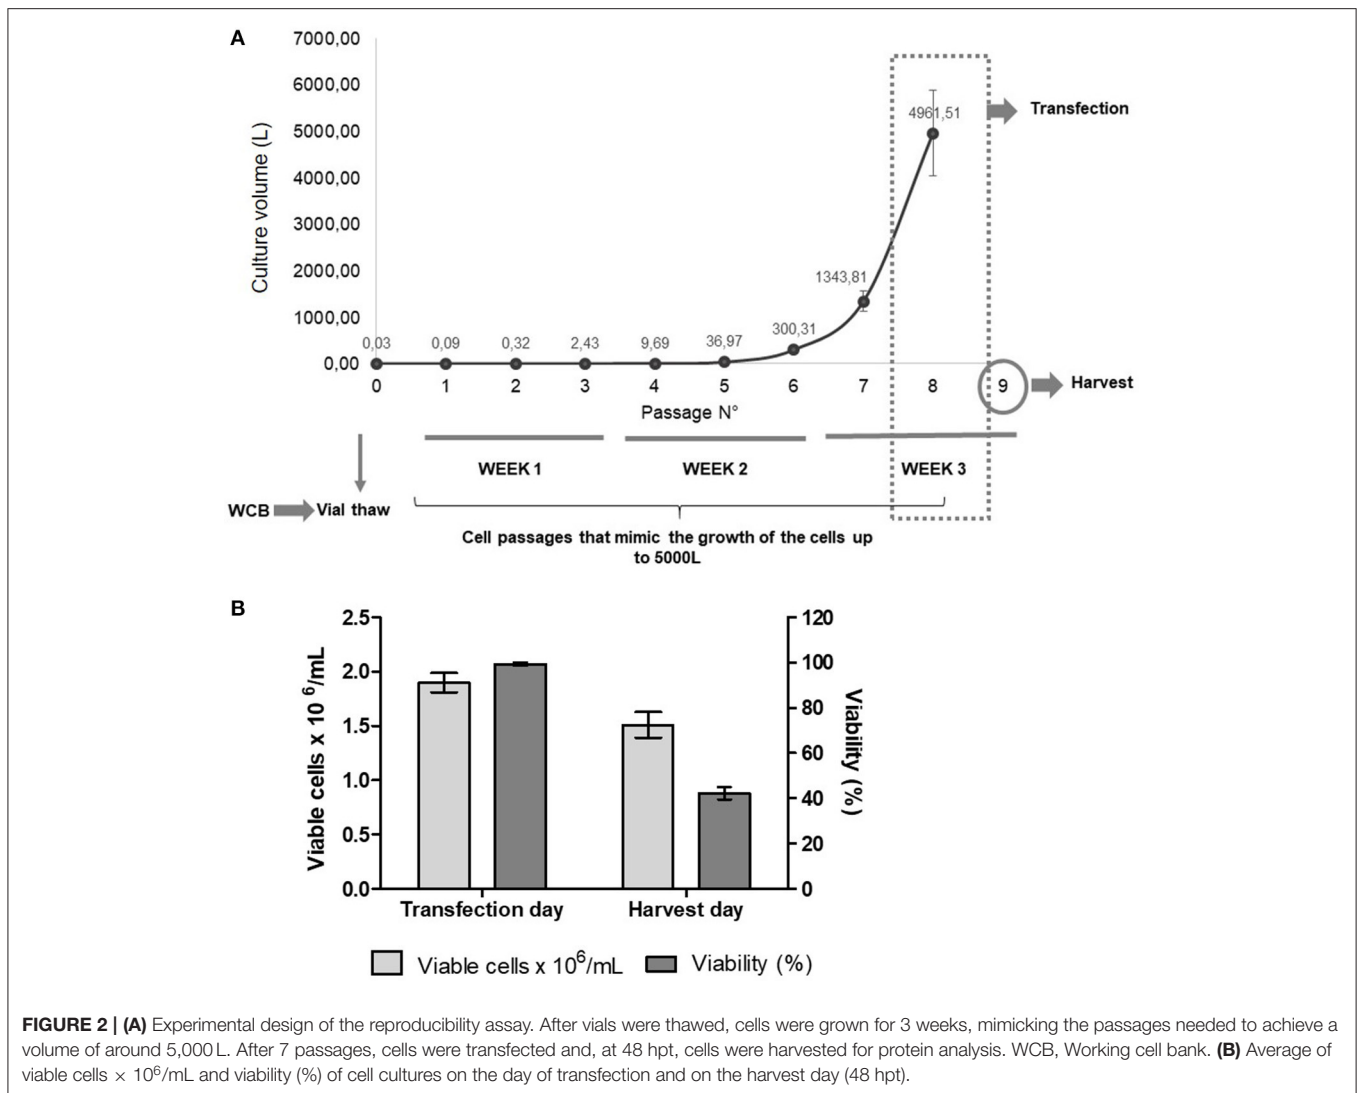 A
7000,00
6000,00
5000,00
4000,00
3000,00
2000,00
1000,00
0,00
Culture volume (L)
0,03
0,09
0,32
2,43
9,69
36,97
300,31
1343,81
4961,51
Transfection
0 1 2 3 4 5 6 7 8 9
Harvest
Passage N°
WEEK 1 WEEK 2 WEEK 3
WCB Vial thaw
Cell passages that mimic the growth of the cells up
to 5000L
B
2.5
2.0
1.5
1.0
0.5
0.0
Viable cells x 10 6/mL
120
100
80
60
40
20
0
Viability (%)
Transfection day Harvest day
Viable cells x 10⁶/mL Viability (%)
FIGURE 2 | (A) Experimental design of the reproducibility assay. After vials were thawed, cells were grown for 3 weeks, mimicking the passages needed to achieve a
volume of around 5,000 L. After 7 passages, cells were transfected and, at 48 hpt, cells were harvested for protein analysis. WCB, Working cell bank. (B) Average of
viable cells × 10⁶/mL and viability (%) of cell cultures on the day of transfection and on the harvest day (48 hpt).